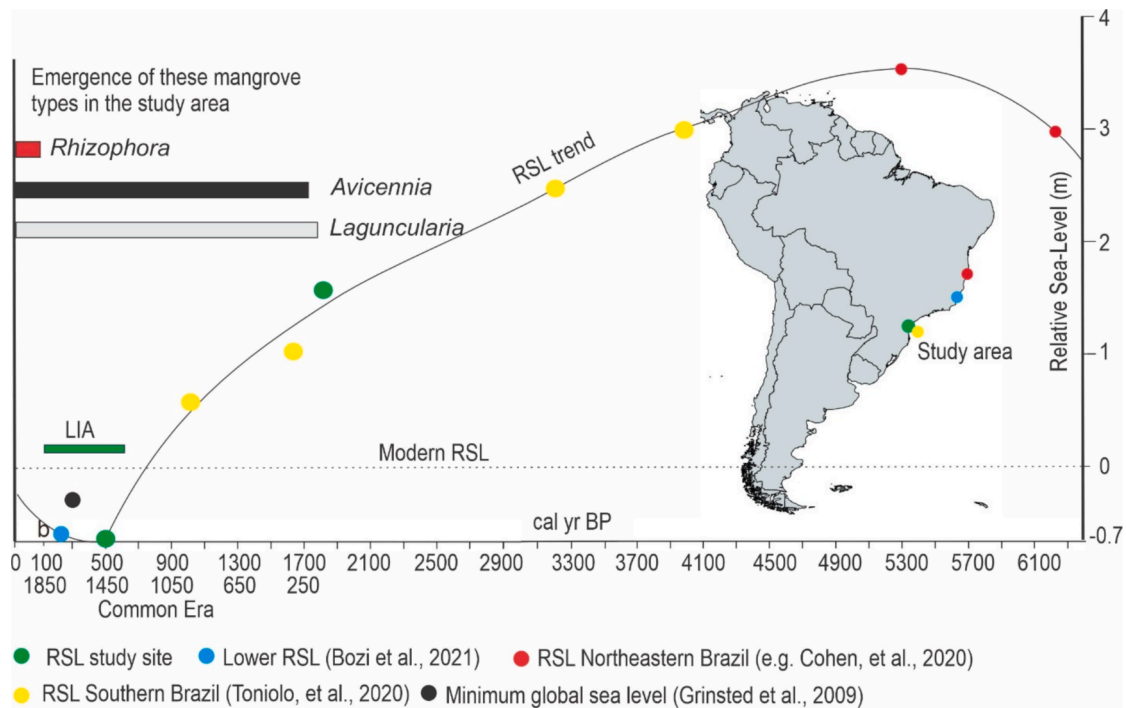 Emergence of these mangrove
types in the study area
Rhizophora
Avicennia
Laguncularia
RSL trend
4
3
2
1
0
-0.7
Relative Sea-Level (m)
Study area
LIA
Modern RSL
b
cal yr BP
0 100 500 900 1300 1700 2100 2500 2900 3300 3700 4100 4500 4900 5300 5700 6100
1850 1450 1050 650 250
Common Era
RSL study site Lower RSL (Bozi et al., 2021) RSL Northeastern Brazil (e.g. Cohen, et al., 2020)
RSL Southern Brazil (Toniolo, et al., 2020) Minimum global sea level (Grinsted et al., 2009)